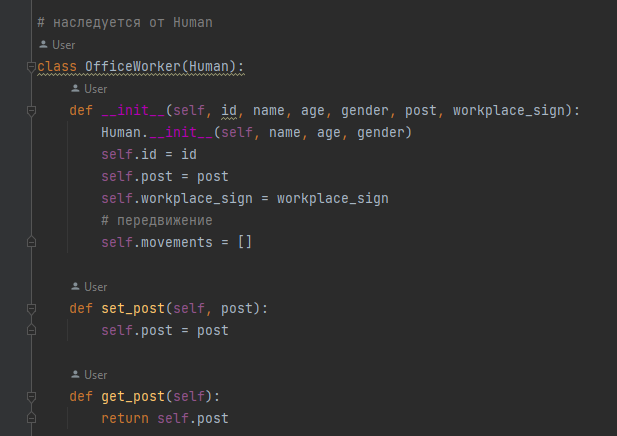 # наследуется от Human
User
class OfficeWorker(Human):
User
def __init__(self, id, name, age, gender, post, workplace_sign):
Human.__init__(self, name, age, gender)
self.id = id
self.post = post
self.workplace_sign = workplace_sign
# передвижение
self.movements = []
User
def set_post(self, post):
self.post = post
User
def get_post(self):
return self.post